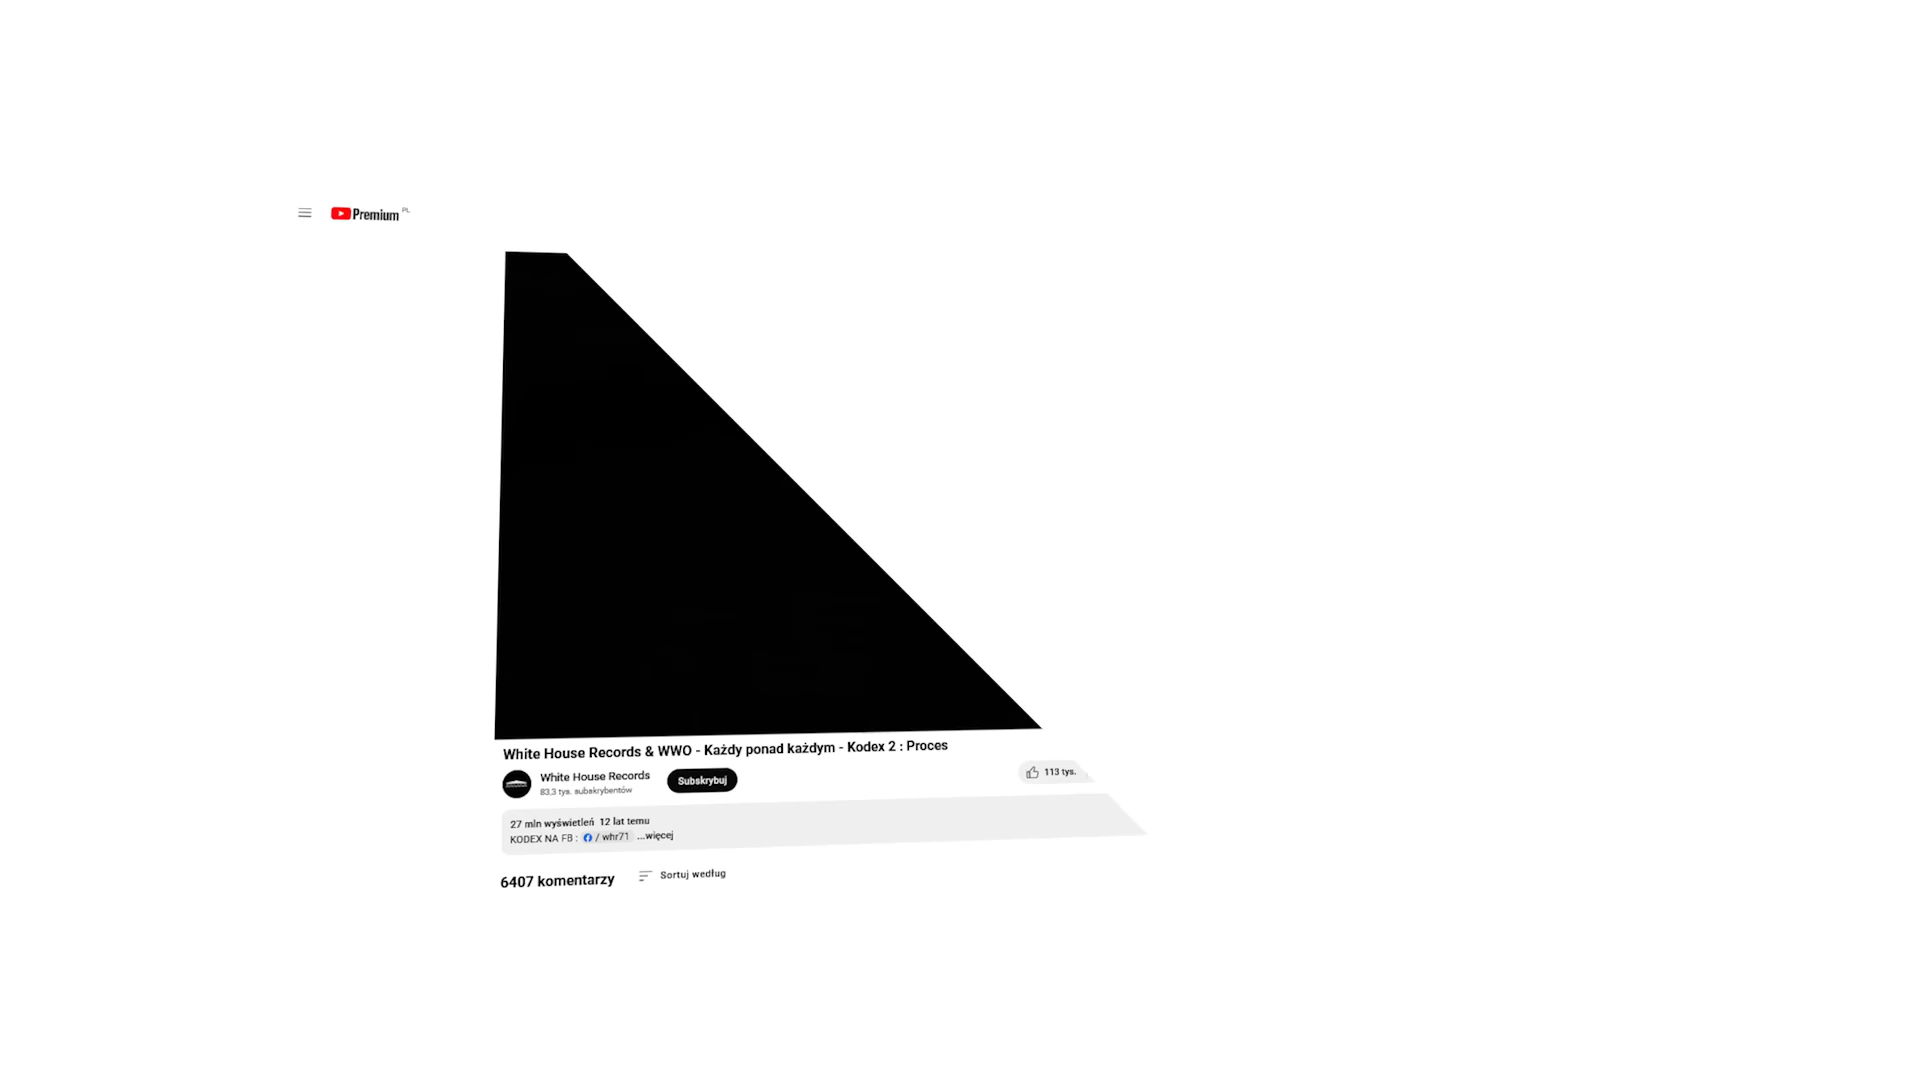 Premium PL
White House Records & WWO - Każdy ponad każdym - Kodex 2 : Proces
White House Records
83,3 tys. subskrybentów
Subskrybuj
113 tys.
27 mln wyświetleń 12 lat temu
KODEX NA FB : / whr71 ...więcej
6407 komentarzy
Sortuj według